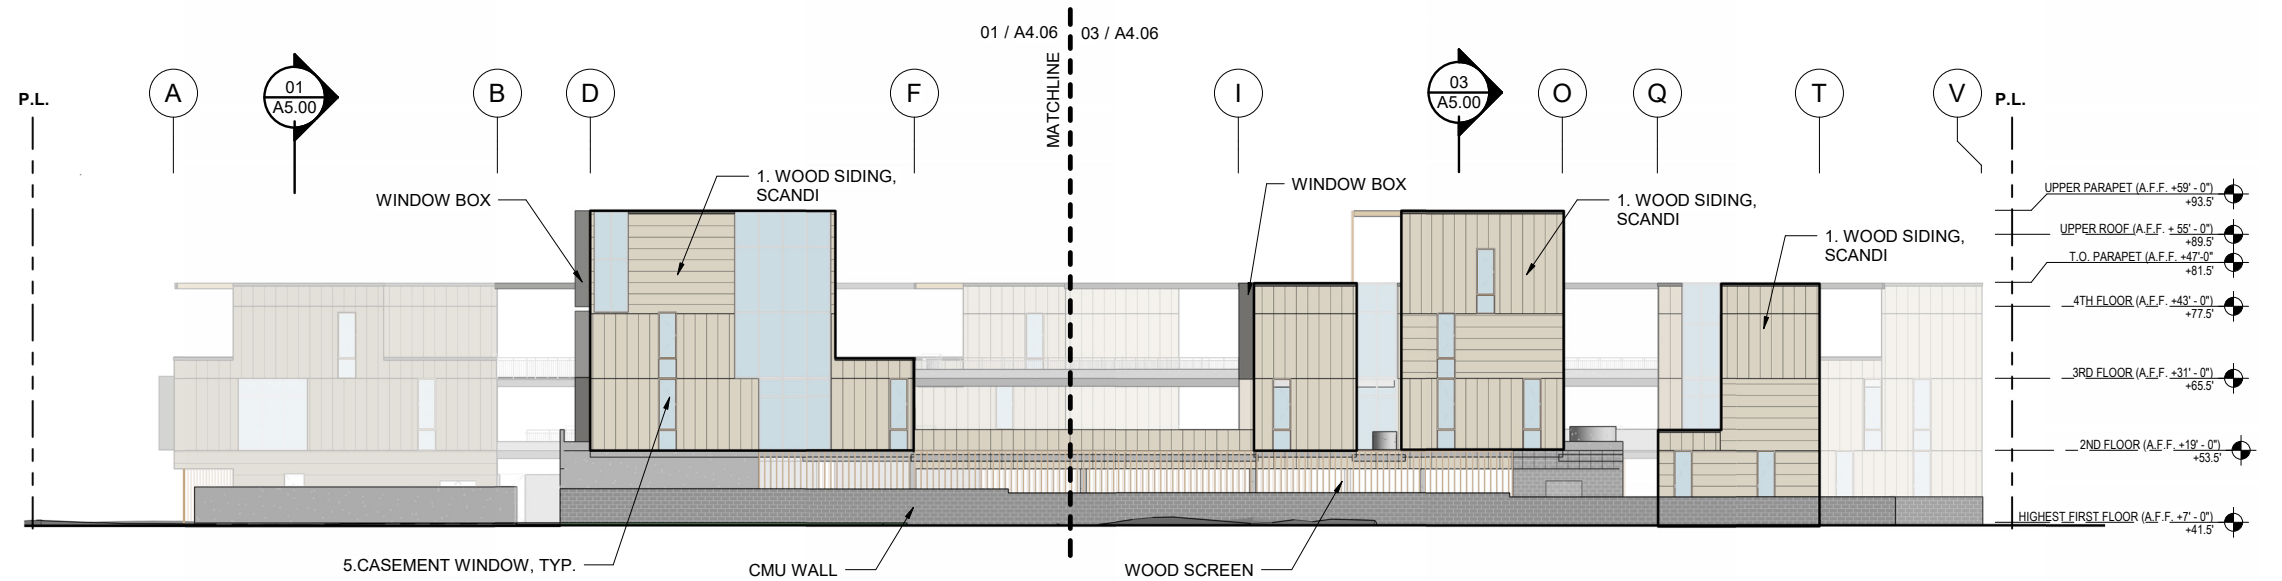 01 / A4.06
03 / A4.06
MATCHLINE
P.L.
A
01
A5.00
B
D
F
I
03
A5.00
O
Q
T
V
P.L.
WINDOW BOX
1. WOOD SIDING,
SCANDI
WINDOW BOX
1. WOOD SIDING,
SCANDI
1. WOOD SIDING,
SCANDI
UPPER PARAPET (A.F.F. +59' - 0")
+93.5'
UPPER ROOF (A.F.F. + 55' - 0")
+89.5'
T.O. PARAPET (A.F.F. +47'-0"
+81.5'
4TH FLOOR (A.F.F. +43' - 0")
+77.5'
3RD FLOOR (A.F.F. +31' - 0")
+65.5'
2ND FLOOR (A.F.F. +19' - 0")
+53.5'
HIGHEST FIRST FLOOR (A.F.F. +7' - 0")
+41.5'
5.CASEMENT WINDOW, TYP.
CMU WALL
WOOD SCREEN